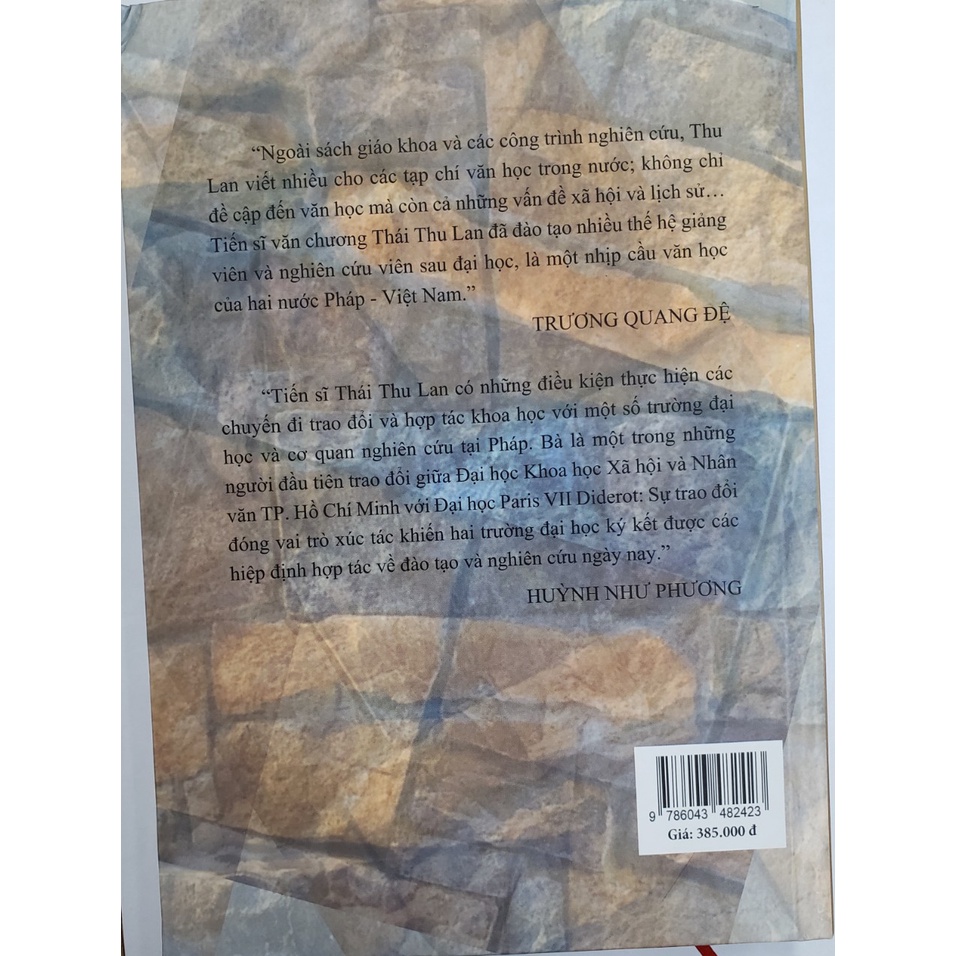 “Ngoài sách giáo khoa và các công trình nghiên cứu, Thu
Lan viết nhiều cho các tạp chí văn học trong nước; không chỉ
đề cập đến văn học mà còn cả những vấn đề xã hội và lịch sử…
Tiến sĩ văn chương Thái Thu Lan đã đào tạo nhiều thế hệ giảng
viên và nghiên cứu viên sau đại học, là một nhịp cầu văn học
của hai nước Pháp - Việt Nam.”
TRƯƠNG QUANG ĐỆ
“Tiến sĩ Thái Thu Lan có những điều kiện thực hiện các
chuyến đi trao đổi và hợp tác khoa học với một số trường đại
học và cơ quan nghiên cứu tại Pháp. Bà là một trong những
người đầu tiên trao đổi giữa Đại học Khoa học Xã hội và Nhân
văn TP. Hồ Chí Minh với Đại học Paris VII Diderot: Sự trao đổi
đóng vai trò xúc tác khiến hai trường đại học ký kết được các
hiệp định hợp tác về đào tạo và nghiên cứu ngày nay.”
HUỲNH NHƯ PHƯƠNG
9 786043 482423
Giá: 385.000 đ